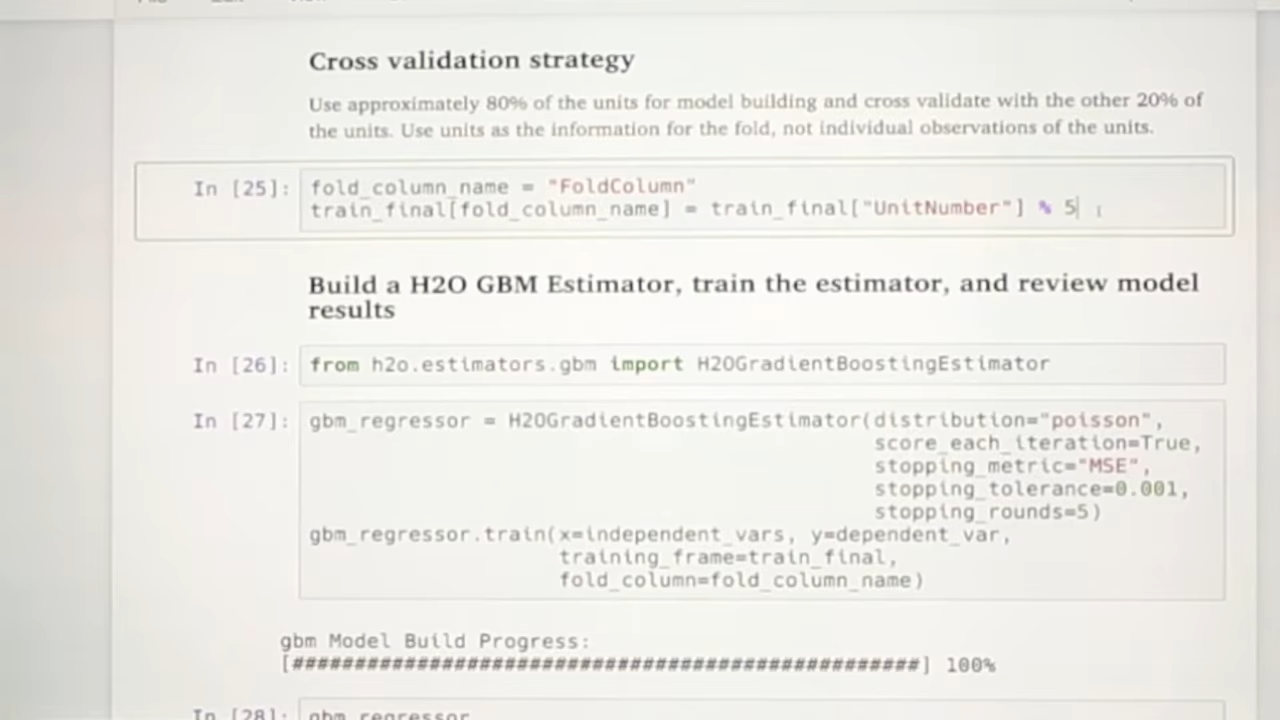 Cross validation strategy
Use approximately 80% of the units for model building and cross validate with the other 20% of
the units. Use units as the information for the fold, not individual observations of the units.
In [25]: fold_column_name = "FoldColumn"
train_final[fold_column_name] = train_final["UnitNumber"] % 5
Build a H2O GBM Estimator, train the estimator, and review model
results
In [26]: from h2o.estimators.gbm import H2OGradientBoostingEstimator
In [27]: gbm_regressor = H2OGradientBoostingEstimator(distribution="poisson",
score_each_iteration=True,
stopping_metric="MSE",
stopping_tolerance=0.001,
stopping_rounds=5)
gbm_regressor.train(x=independent_vars, y=dependent_var,
training_frame=train_final,
fold_column=fold_column_name)
gbm Model Build Progress:
[##################################################] 100%
In [28]: gbm_regressor